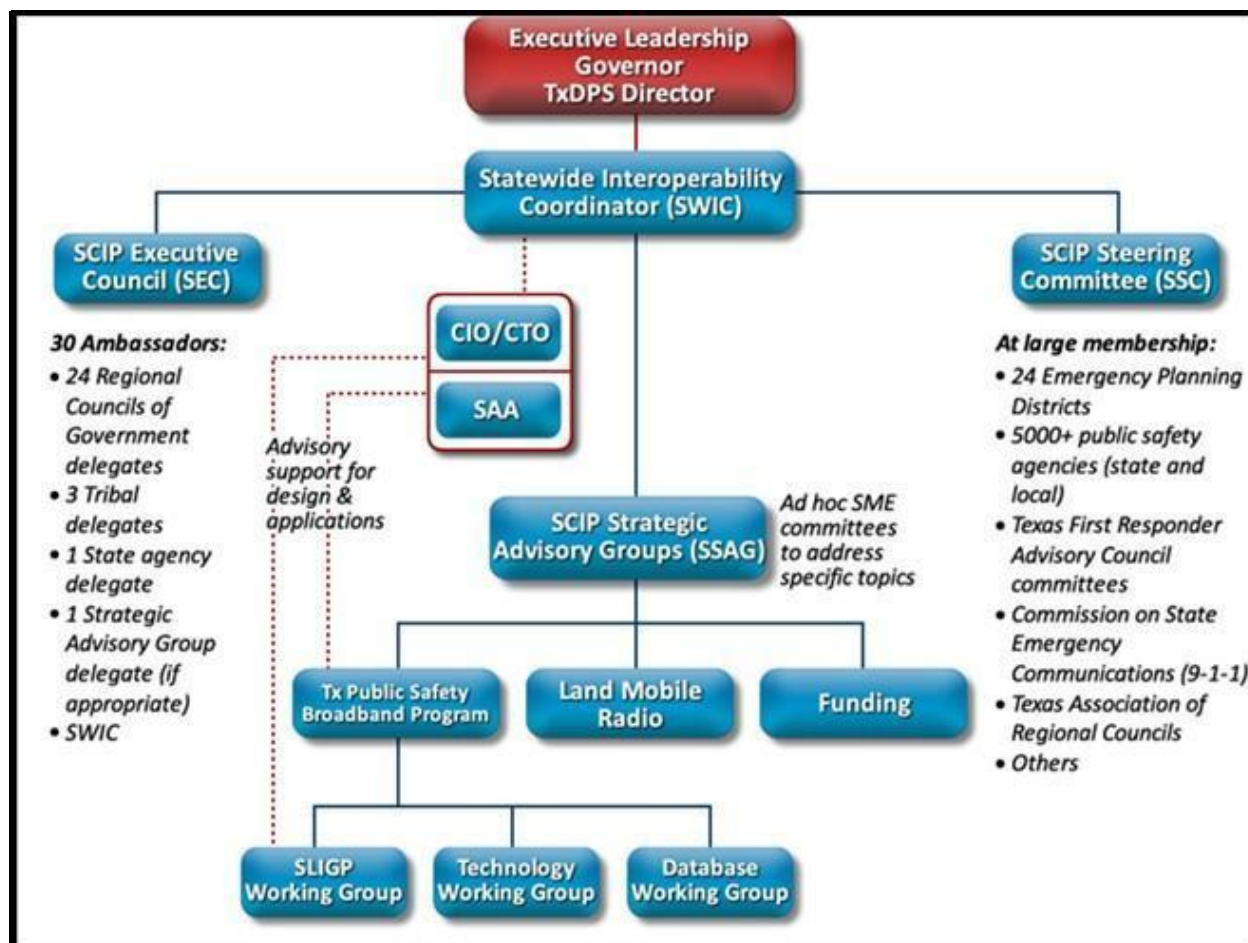 Executive Leadership
Governor
TxDPS Director
Statewide Interoperability
Coordinator (SWIC)
SCIP Executive
Council (SEC)
SCIP Steering
Committee (SSC)
30 Ambassadors:
• 24 Regional
Councils of
Government
delegates
• 3 Tribal
delegates
• 1 State agency
delegate
• 1 Strategic
Advisory Group
delegate (if
appropriate)
• SWIC
CIO/CTO
SAA
Advisory
support for
design &
applications
SCIP Strategic
Advisory Groups (SSAG)
Ad hoc SME
committees
to address
specific topics
At large membership:
• 24 Emergency Planning
Districts
• 5000+ public safety
agencies (state and
local)
• Texas First Responder
Advisory Council
committees
• Commission on State
Emergency
Communications (9-1-1)
• Texas Association of
Regional Councils
• Others
Tx Public Safety
Broadband Program
Land Mobile
Radio
Funding
SLIGP
Working Group
Technology
Working Group
Database
Working Group